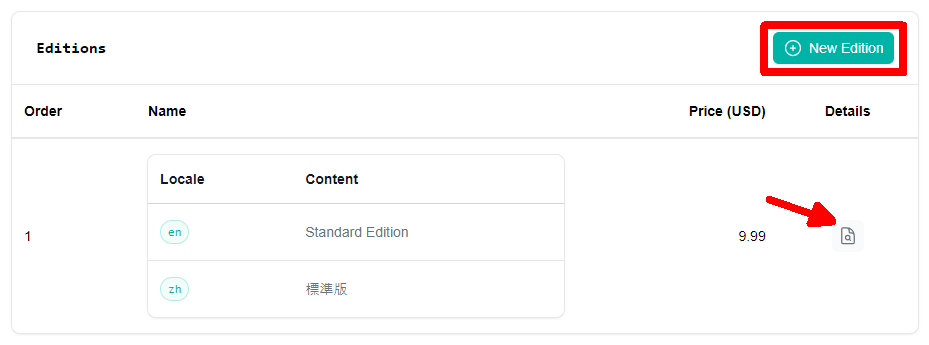 Editions
New Edition
Order Name Price (USD) Details
Locale Content
1 9.99
en Standard Edition
zh 標準版